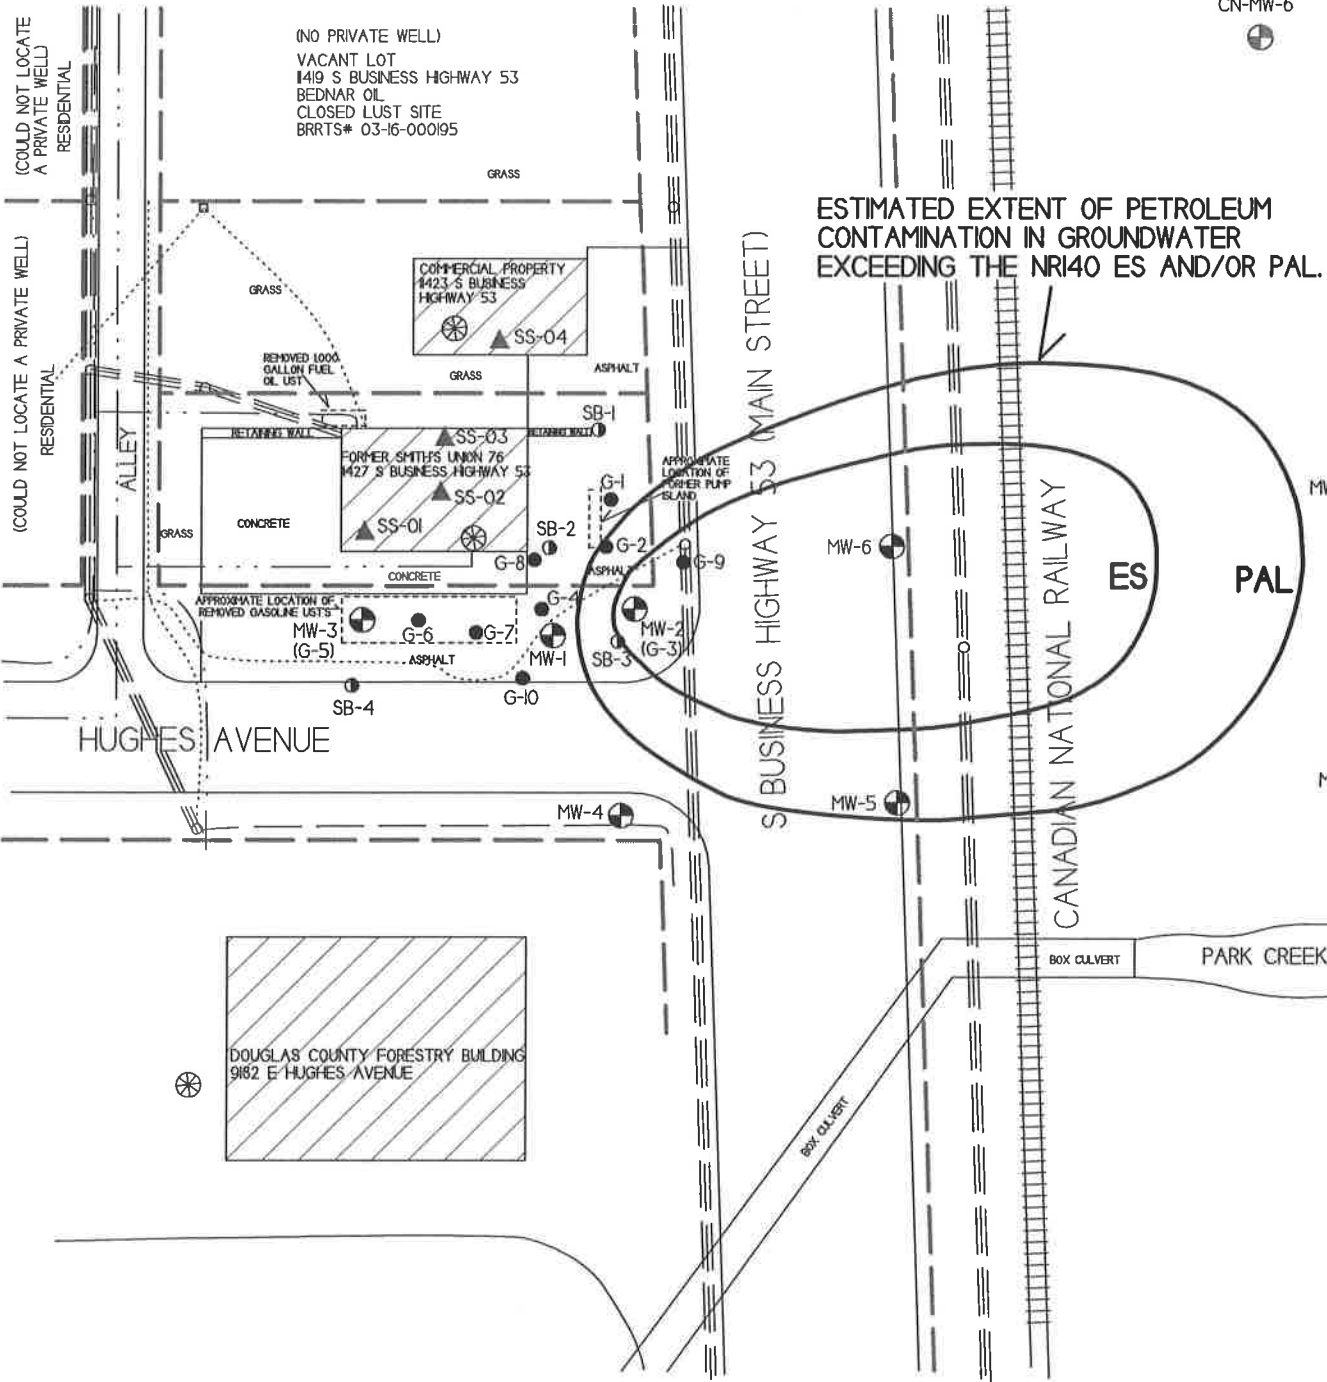 CN-MW-6
(COULD NOT LOCATE
A PRIVATE WELL)
RESIDENTIAL
(NO PRIVATE WELL)
VACANT LOT
11419 S BUSINESS HIGHWAY 53
BEDNAR OIL
CLOSED LUST SITE
BRRTS# 03-16-000195
GRASS
ESTIMATED EXTENT OF PETROLEUM
CONTAMINATION IN GROUNDWATER
EXCEEDING THE NR140 ES AND/OR PAL.
(COULD NOT LOCATE A PRIVATE WELL)
RESIDENTIAL
GRASS
COMMERCIAL PROPERTY
11423 S BUSINESS
HIGHWAY 53
SS-04
REMOVED 1,000
GALLON FUEL
OIL UST
GRASS
ASPHALT
SB-1
RETAINING WALL
SS-03
RETAINING WALL
FORMER SMITH'S UNION 76
11427 S BUSINESS HIGHWAY 53
APPROXIMATE
LOCATION OF
FORMER PUMP
ISLAND
G-1
SS-02
ALLEY
CONCRETE
GRASS
SS-01
SB-2
G-2
G-8
G-9
ASPHALT
CONCRETE
MW-6
ES
PAL
MW
APPROXIMATE LOCATION OF
REMOVED GASOLINE UST'S
G-4
MW-3
(G-5)
G-6
G-7
MW-1
MW-2
(G-3)
SB-3
ASPHALT
SB-4
G-10
HUGHES AVENUE
S BUSINESS HIGHWAY 53 (MAIN STREET)
CANADIAN NATIONAL RAILWAY
MW-4
MW-5
M
BOX CULVERT
PARK CREEK
DOUGLAS COUNTY FORESTRY BUILDING
9182 E HUGHES AVENUE
BOX CULVERT